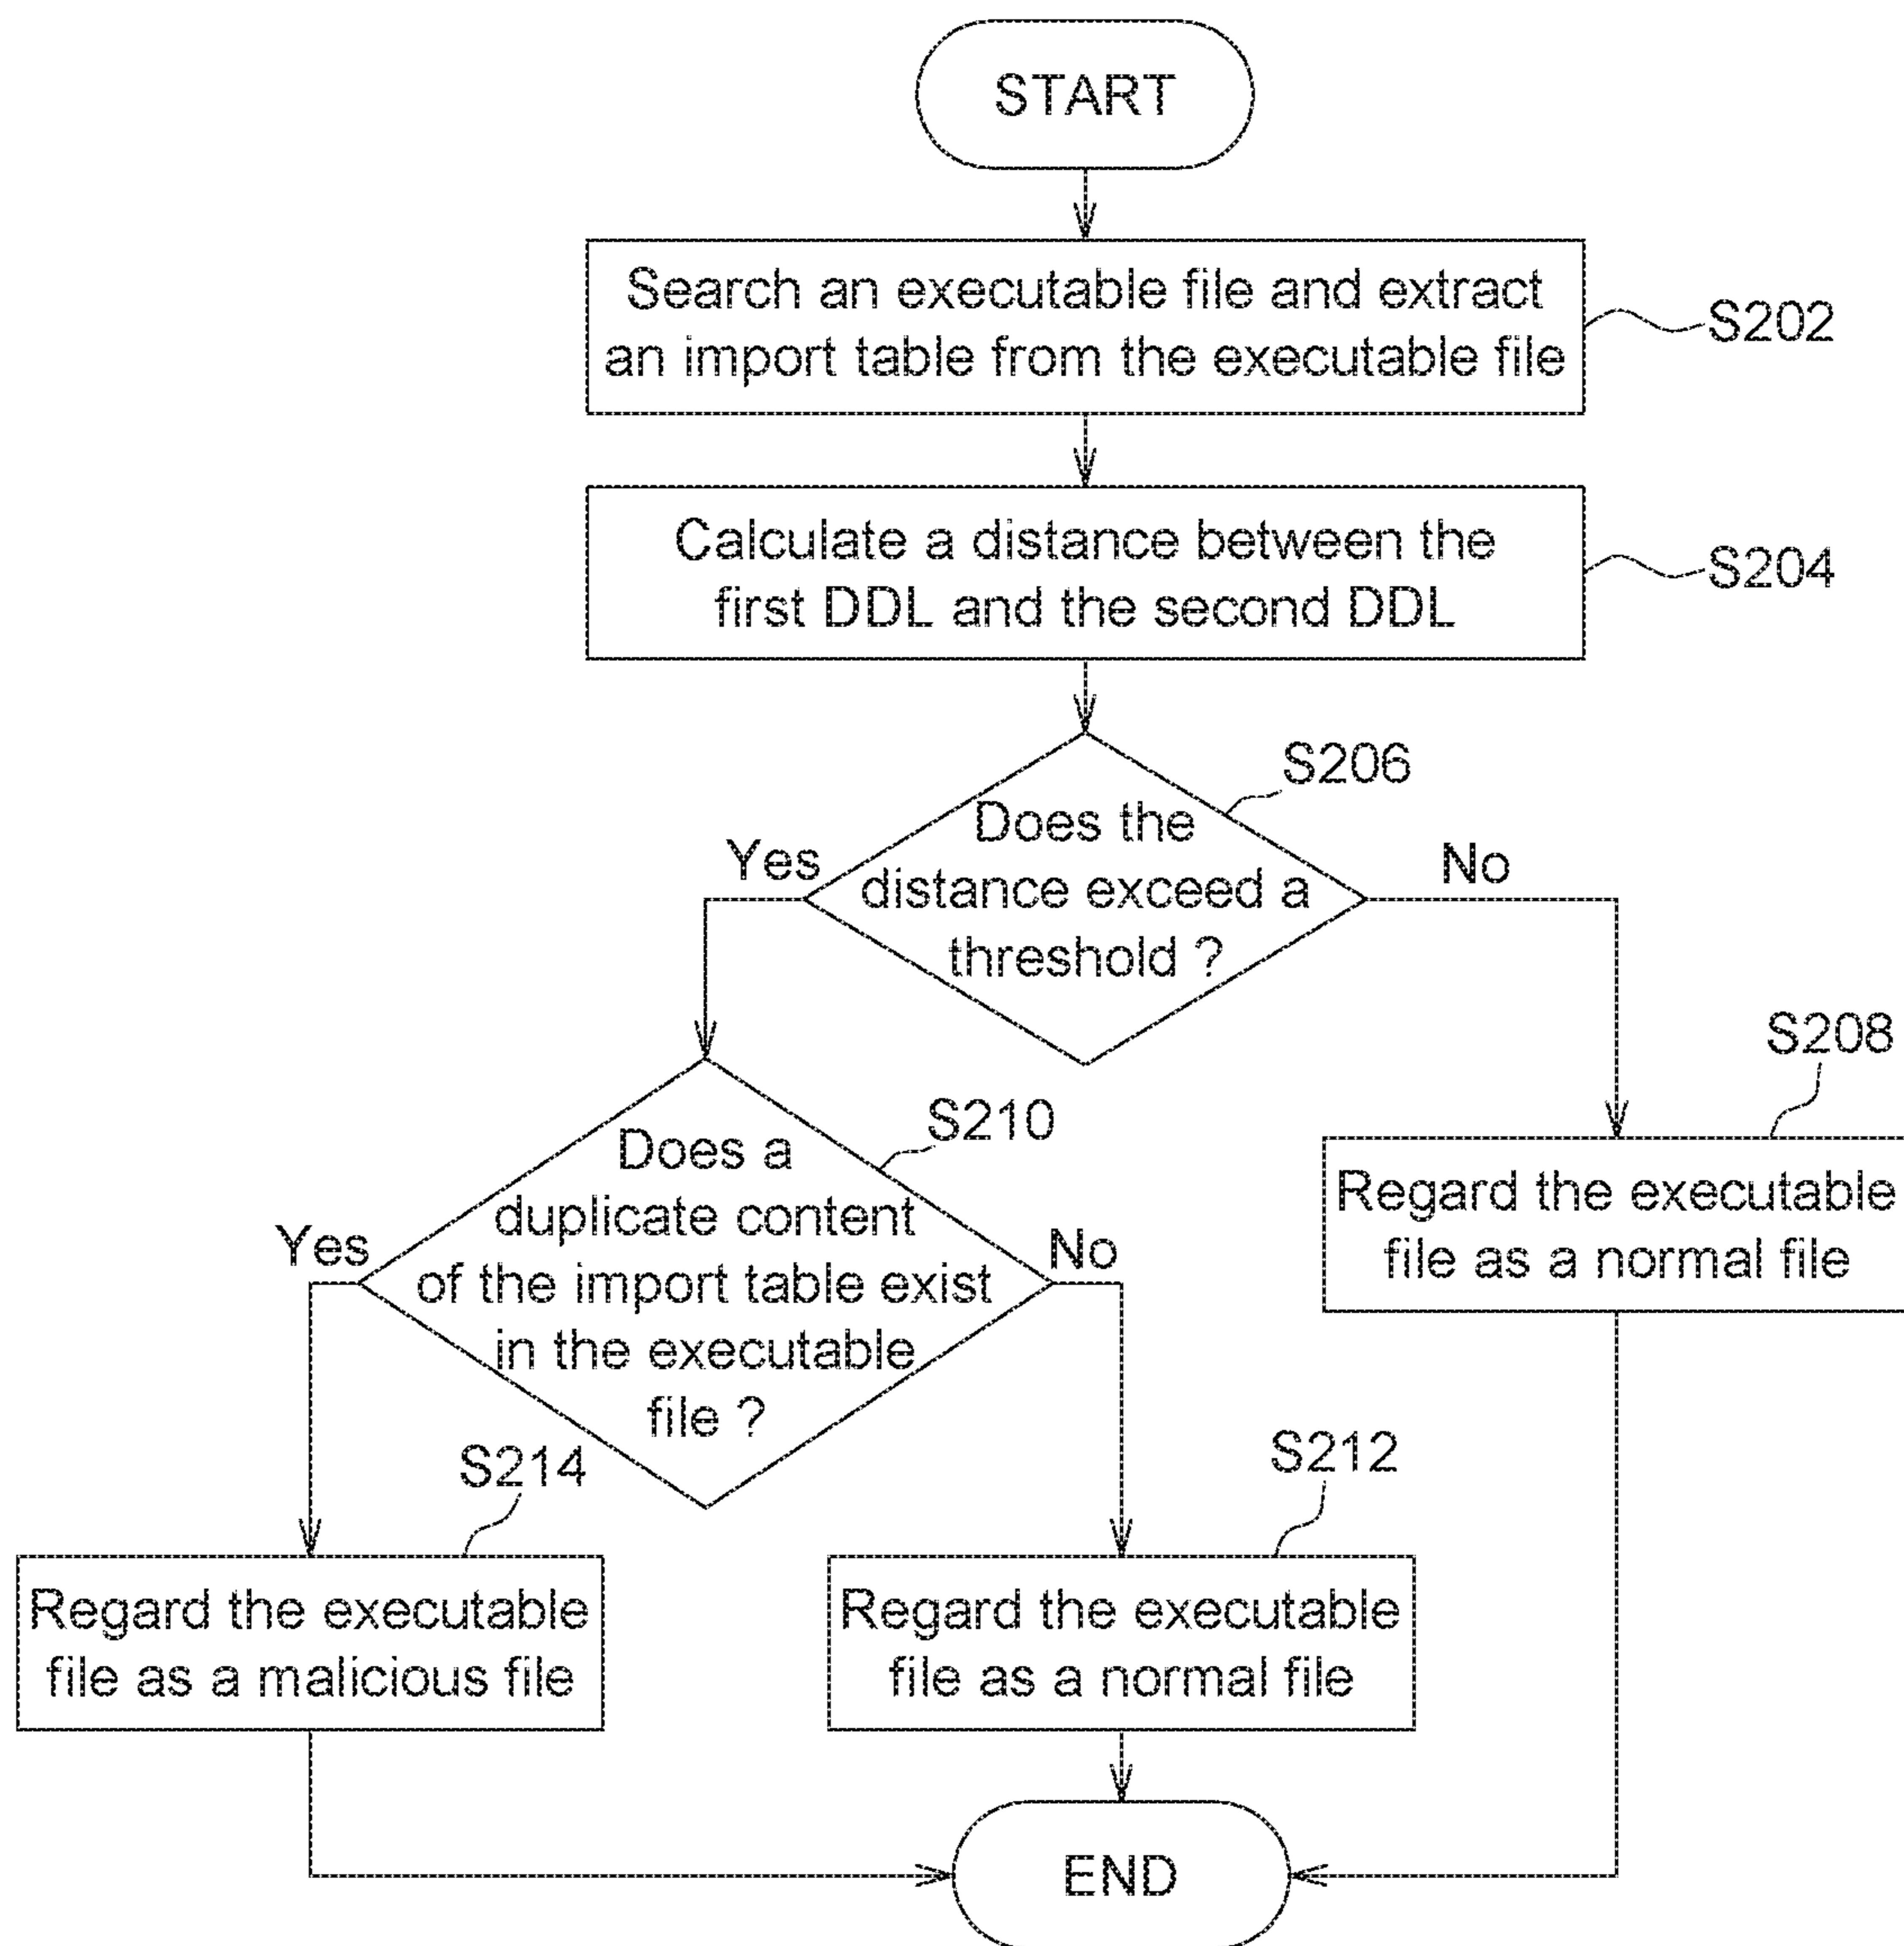 START
Search an executable file and extract
an import table from the executable file
S202
Calculate a distance between the
first DDL and the second DDL
S204
S206
Does the
distance exceed a
threshold ?
Yes
No
S208
Regard the executable
file as a normal file
S210
Does a
duplicate content
of the import table exist
in the executable
file ?
Yes
No
S214
Regard the executable
file as a malicious file
S212
Regard the executable
file as a normal file
END